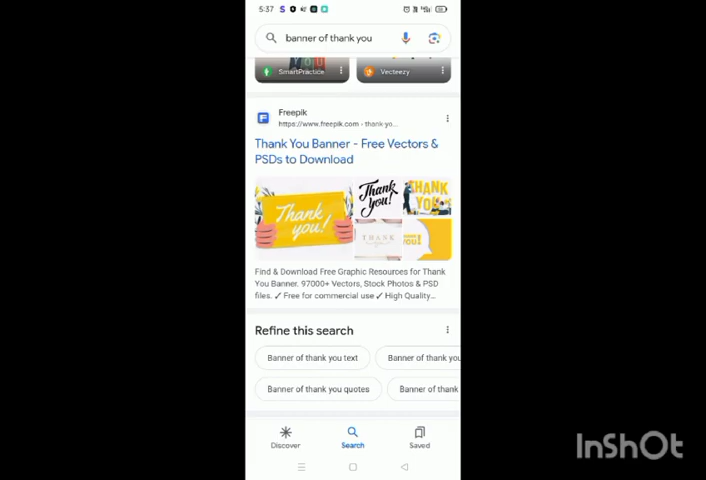 5:37
banner of thank you
YOU
SmartPractice
Vecteezy
Freepik
https://www.freepik.com › thank-yo...
Thank You Banner - Free Vectors &
PSDs to Download
Thank
you!
Thank
you!
THANK
YOU
THANK
Find & Download Free Graphic Resources for Thank
You Banner. 97000+ Vectors, Stock Photos & PSD
files. ✓ Free for commercial use ✓ High Quality...
Refine this search
Banner of thank you text
Banner of thank you
Banner of thank you quotes
Banner of thank
Discover
Search
Saved
InShOt